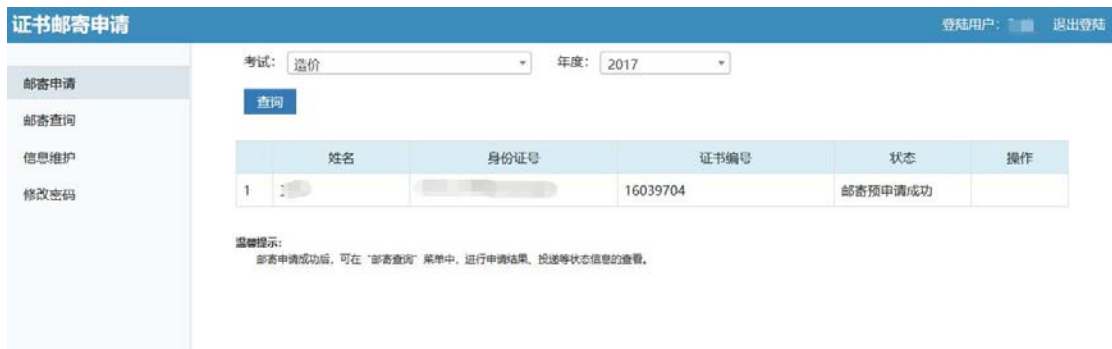 证书邮寄申请
登陆用户： 退出登陆
考试： 造价 年度： 2017
邮寄申请
查询
邮寄查询
信息维护
姓名 身份证号 证书编号 状态 操作
修改密码
1 16039704 邮寄预申请成功
温馨提示：
邮寄申请成功后，可在“邮寄查询”菜单中，进行申请结果、投递等状态信息的查看。